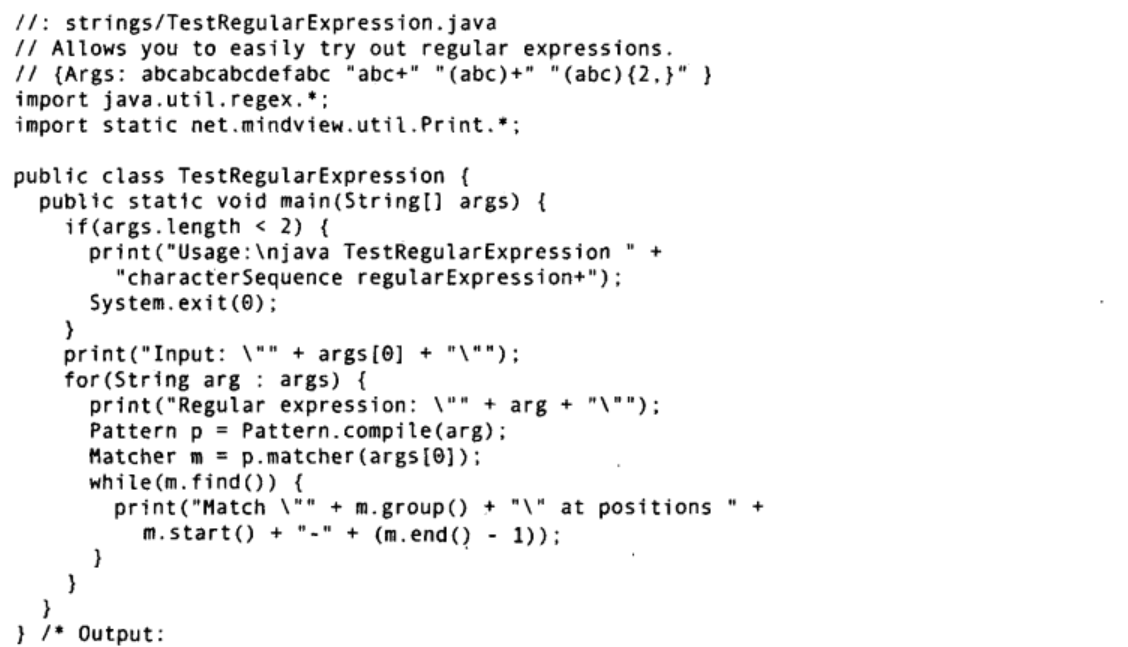 //: strings/TestRegularExpression.java
// Allows you to easily try out regular expressions.
// {Args: abcabcabcdefabc "abc+" "(abc)+" "(abc){2,}" }
import java.util.regex.*;
import static net.mindview.util.Print.*;

public class TestRegularExpression {
  public static void main(String[] args) {
    if(args.length < 2) {
      print("Usage:\njava TestRegularExpression " +
        "characterSequence regularExpression+");
      System.exit(0);
    }
    print("Input: \"" + args[0] + "\"");
    for(String arg : args) {
      print("Regular expression: \"" + arg + "\"");
      Pattern p = Pattern.compile(arg);
      Matcher m = p.matcher(args[0]);
      while(m.find()) {
        print("Match \"" + m.group() + "\" at positions " +
          m.start() + "-" + (m.end() - 1));
      }
    }
  }
} /* Output: